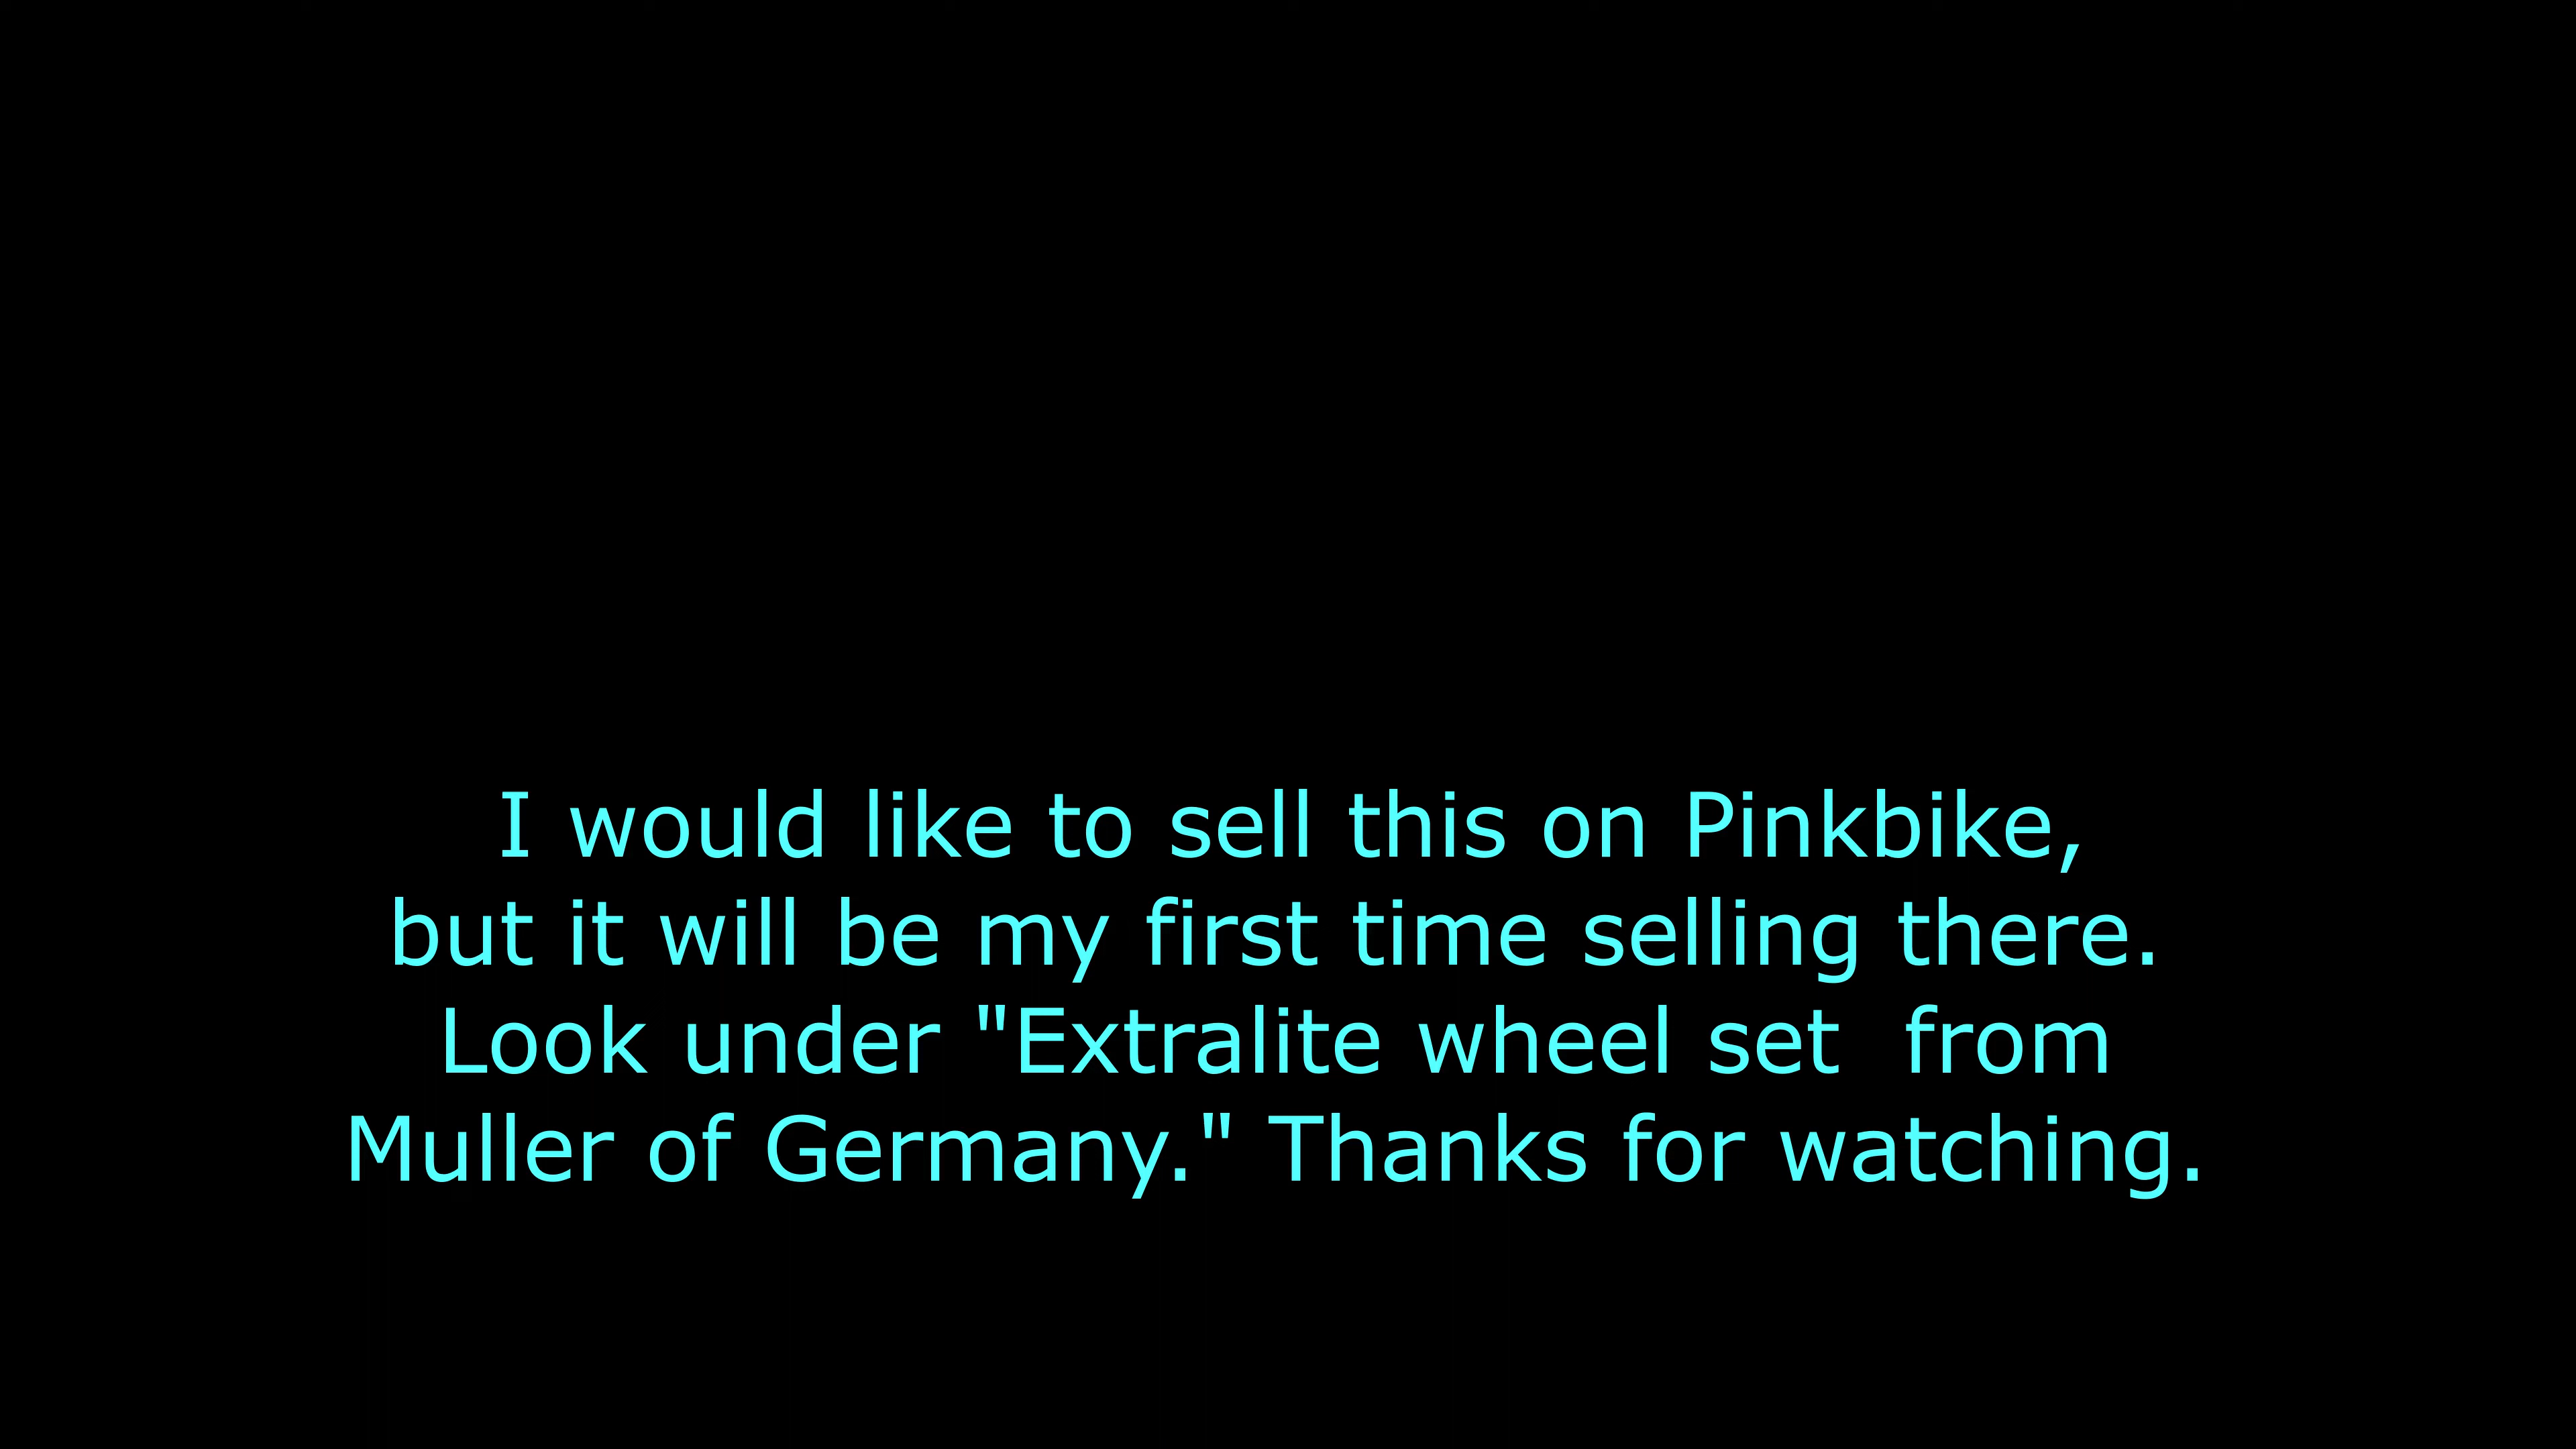 I would like to sell this on Pinkbike,
but it will be my first time selling there.
Look under "Extralite wheel set  from
Muller of Germany." Thanks for watching.